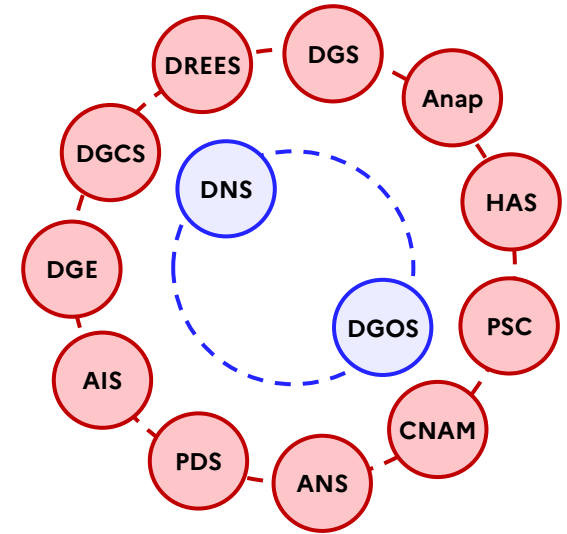 DREES
DGS
Anap
DGCS
DNS
HAS
DGE
DGOS
PSC
AIS
CNAM
PDS
ANS